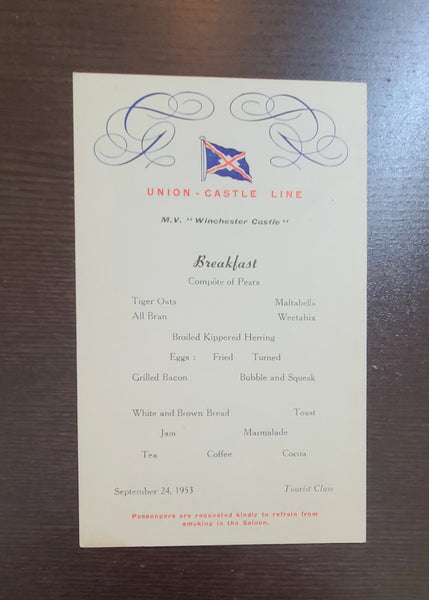 UNION - CASTLE LINE
M.V. "Winchester Castle"
Breakfast
Compôte of Pears
Tiger Oats Maltabella
All Bran Weetabix
Broiled Kippered Herring
Eggs : Fried Turned
Grilled Bacon Bubble and Squeak
White and Brown Bread Toast
Jam Marmalade
Tea Coffee Cocoa
September 24, 1953 Tourist Class
Passengers are requested kindly to refrain from
smoking in the Saloon.